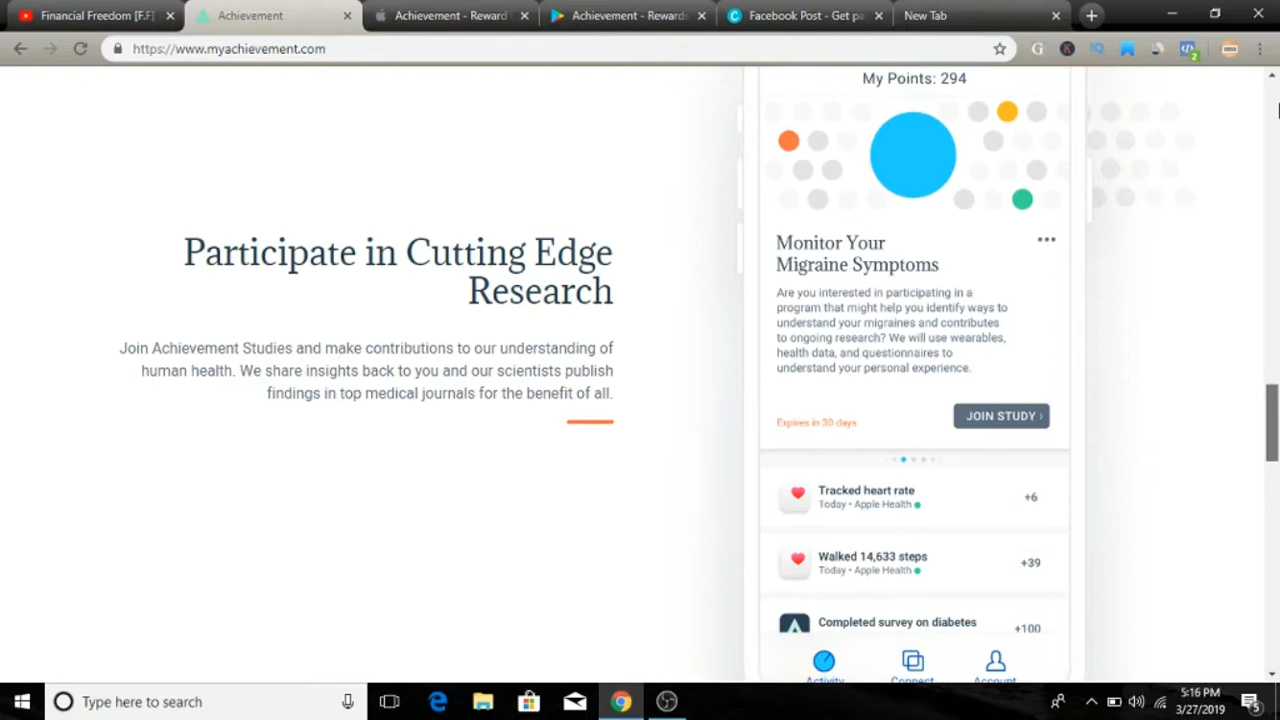 Financial Freedom [F.F]
Achievement
Achievement - Reward
Achievement - Rewards
Facebook Post - Get pa
New Tab
https://www.myachievement.com
My Points: 294
Participate in Cutting Edge
Research
Join Achievement Studies and make contributions to our understanding of
human health. We share insights back to you and our scientists publish
findings in top medical journals for the benefit of all.
Monitor Your
Migraine Symptoms
Are you interested in participating in a
program that might help you identify ways to
understand your migraines and contributes
to ongoing research? We will use wearables,
health data, and questionnaires to
understand your personal experience.
Expires in 30 days
JOIN STUDY
Tracked heart rate
Today • Apple Health
+6
Walked 14,633 steps
Today • Apple Health
+39
Completed survey on diabetes
+100
Activity
Connect
Account
Type here to search
5:16 PM
3/27/2019